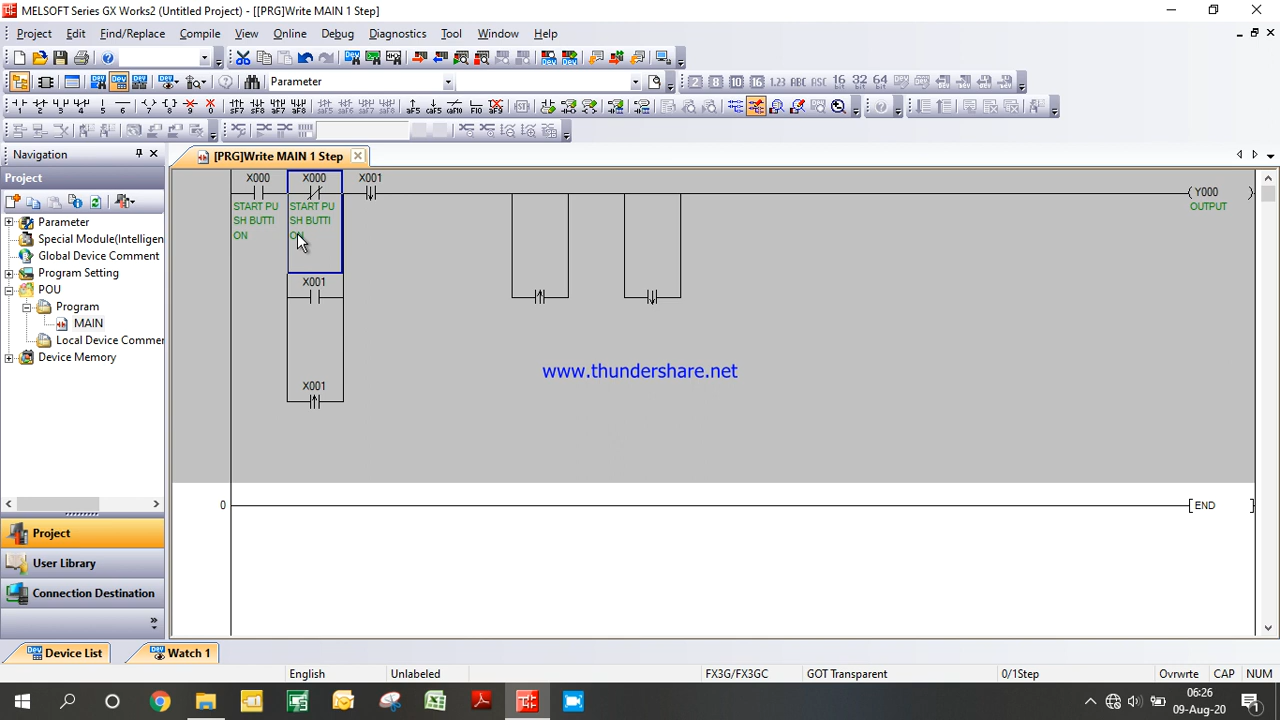 MELSOFT Series GX Works2 (Untitled Project) - [[PRG]Write MAIN 1 Step]
Project Edit Find/Replace Compile View Online Debug Diagnostics Tool Window Help
Parameter
Navigation
[PRG]Write MAIN 1 Step
Project
Parameter
Special Module(Intelligen
Global Device Comment
Program Setting
POU
Program
MAIN
Local Device Commer
Device Memory
Project
User Library
Connection Destination
X000 X000 X001 Y000
START PU START PU OUTPUT
SH BUTTI SH BUTTI
ON ON
X001
www.thundershare.net
X001
0 END
Device List Watch 1
English Unlabeled FX3G/FX3GC GOT Transparent 0/1Step Ovrwrte CAP NUM
06:26
09-Aug-20